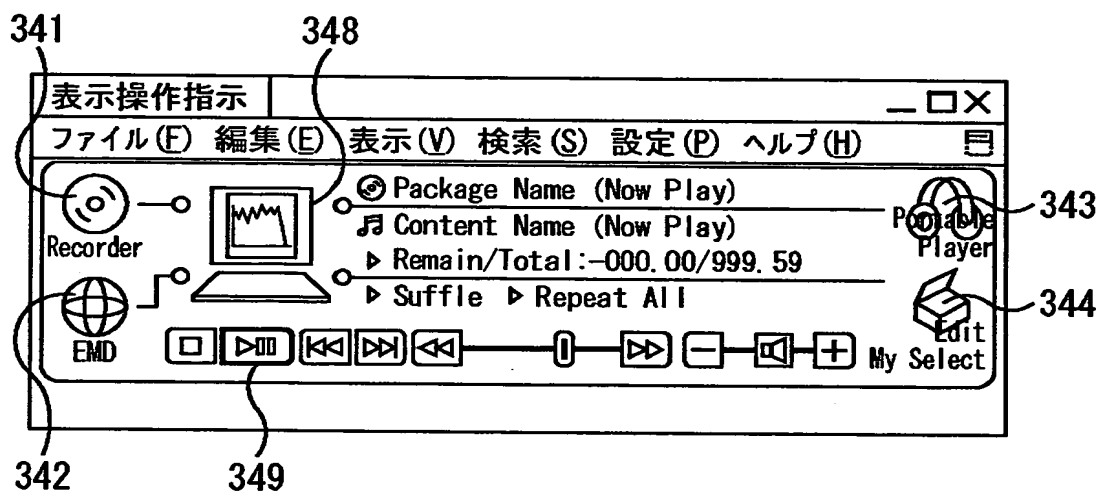 341
348
表示操作指示
ファイル(F) 編集(E) 表示(V) 検索(S) 設定(P) ヘルプ(H)
Package Name (Now Play)
Content Name (Now Play)
Remain/Total:-000.00/999.59
Suffle Repeat All
Recorder
EMD
Portable
Player
Edit
My Select
343
344
342
349